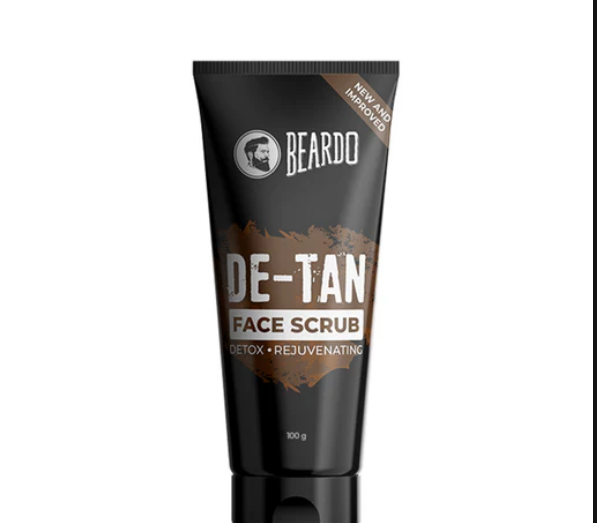 NEW AND
IMPROVED
BEARDO
DE-TAN
FACE SCRUB
DETOX • REJUVENATING
100 g